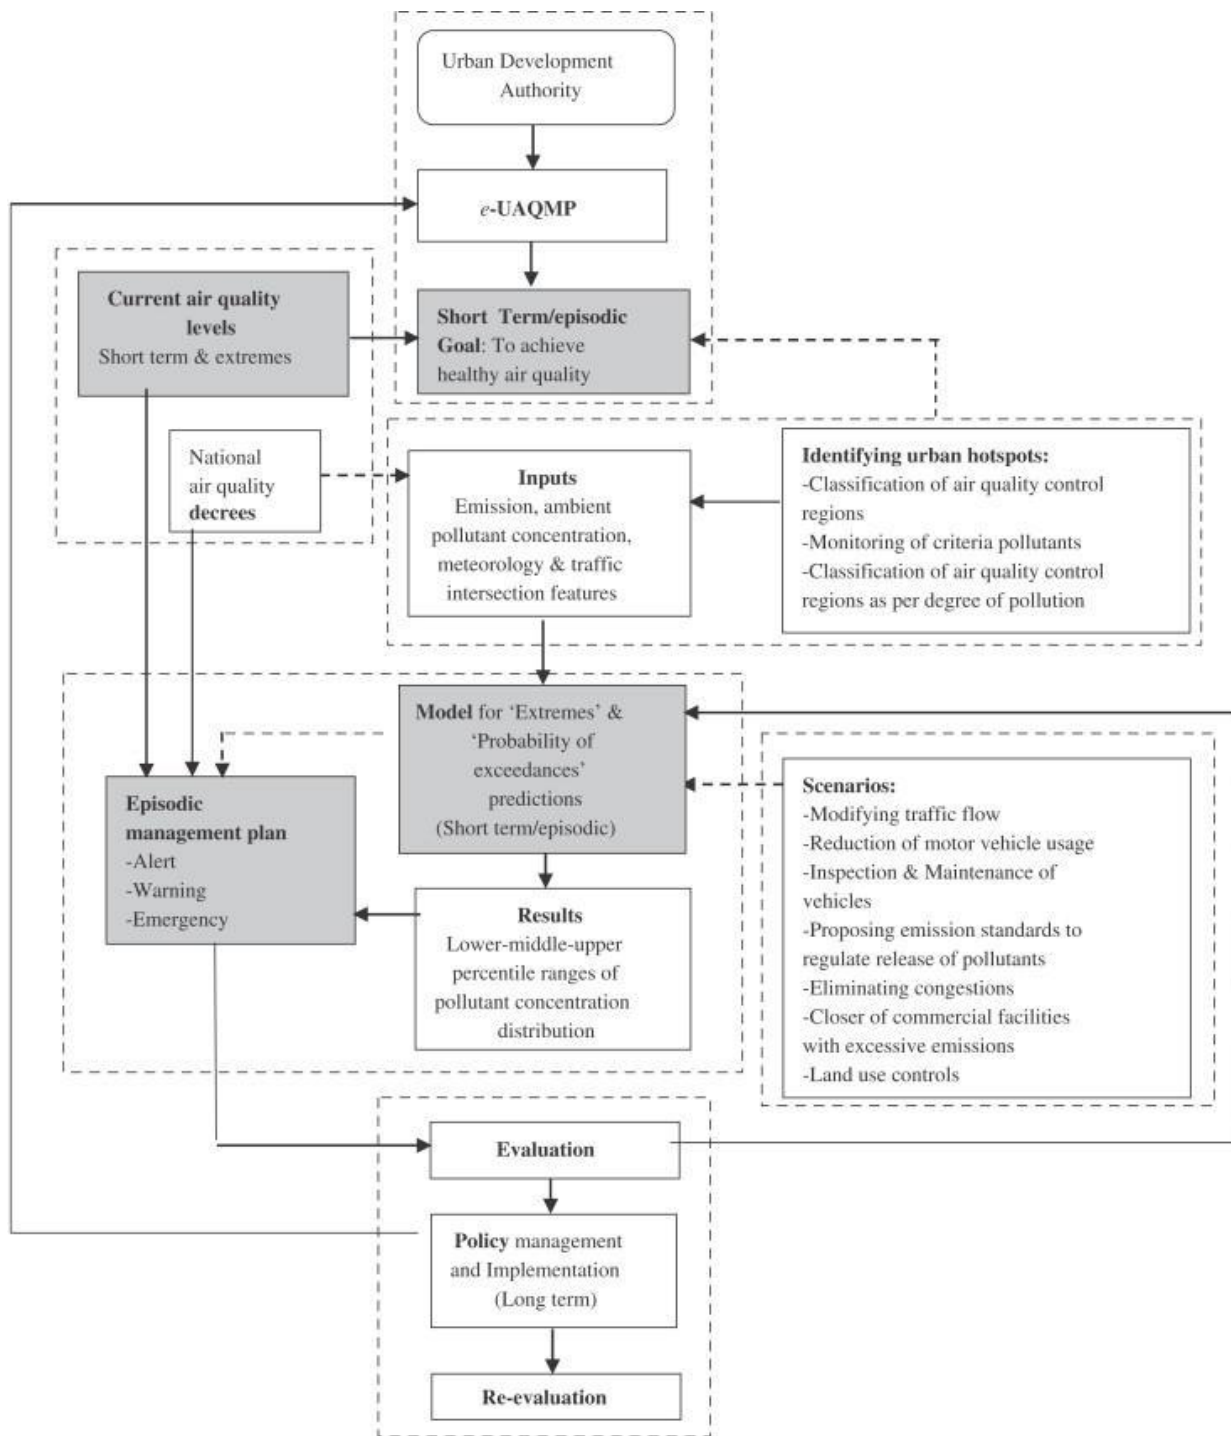 Urban Development
Authority
e-UAQMP
Current air quality
levels
Short term & extremes
Short Term/episodic
Goal: To achieve
healthy air quality
National
air quality
decrees
Inputs
Emission, ambient
pollutant concentration,
meteorology & traffic
intersection features
Identifying urban hotspots:
-Classification of air quality control
regions
-Monitoring of criteria pollutants
-Classification of air quality control
regions as per degree of pollution
Model for ‘Extremes’ &
‘Probability of
exceedances’
predictions
(Short term/episodic)
Episodic
management plan
-Alert
-Warning
-Emergency
Results
Lower-middle-upper
percentile ranges of
pollutant concentration
distribution
Scenarios:
-Modifying traffic flow
-Reduction of motor vehicle usage
-Inspection & Maintenance of
vehicles
-Proposing emission standards to
regulate release of pollutants
-Eliminating congestions
-Closer of commercial facilities
with excessive emissions
-Land use controls
Evaluation
Policy management
and Implementation
(Long term)
Re-evaluation